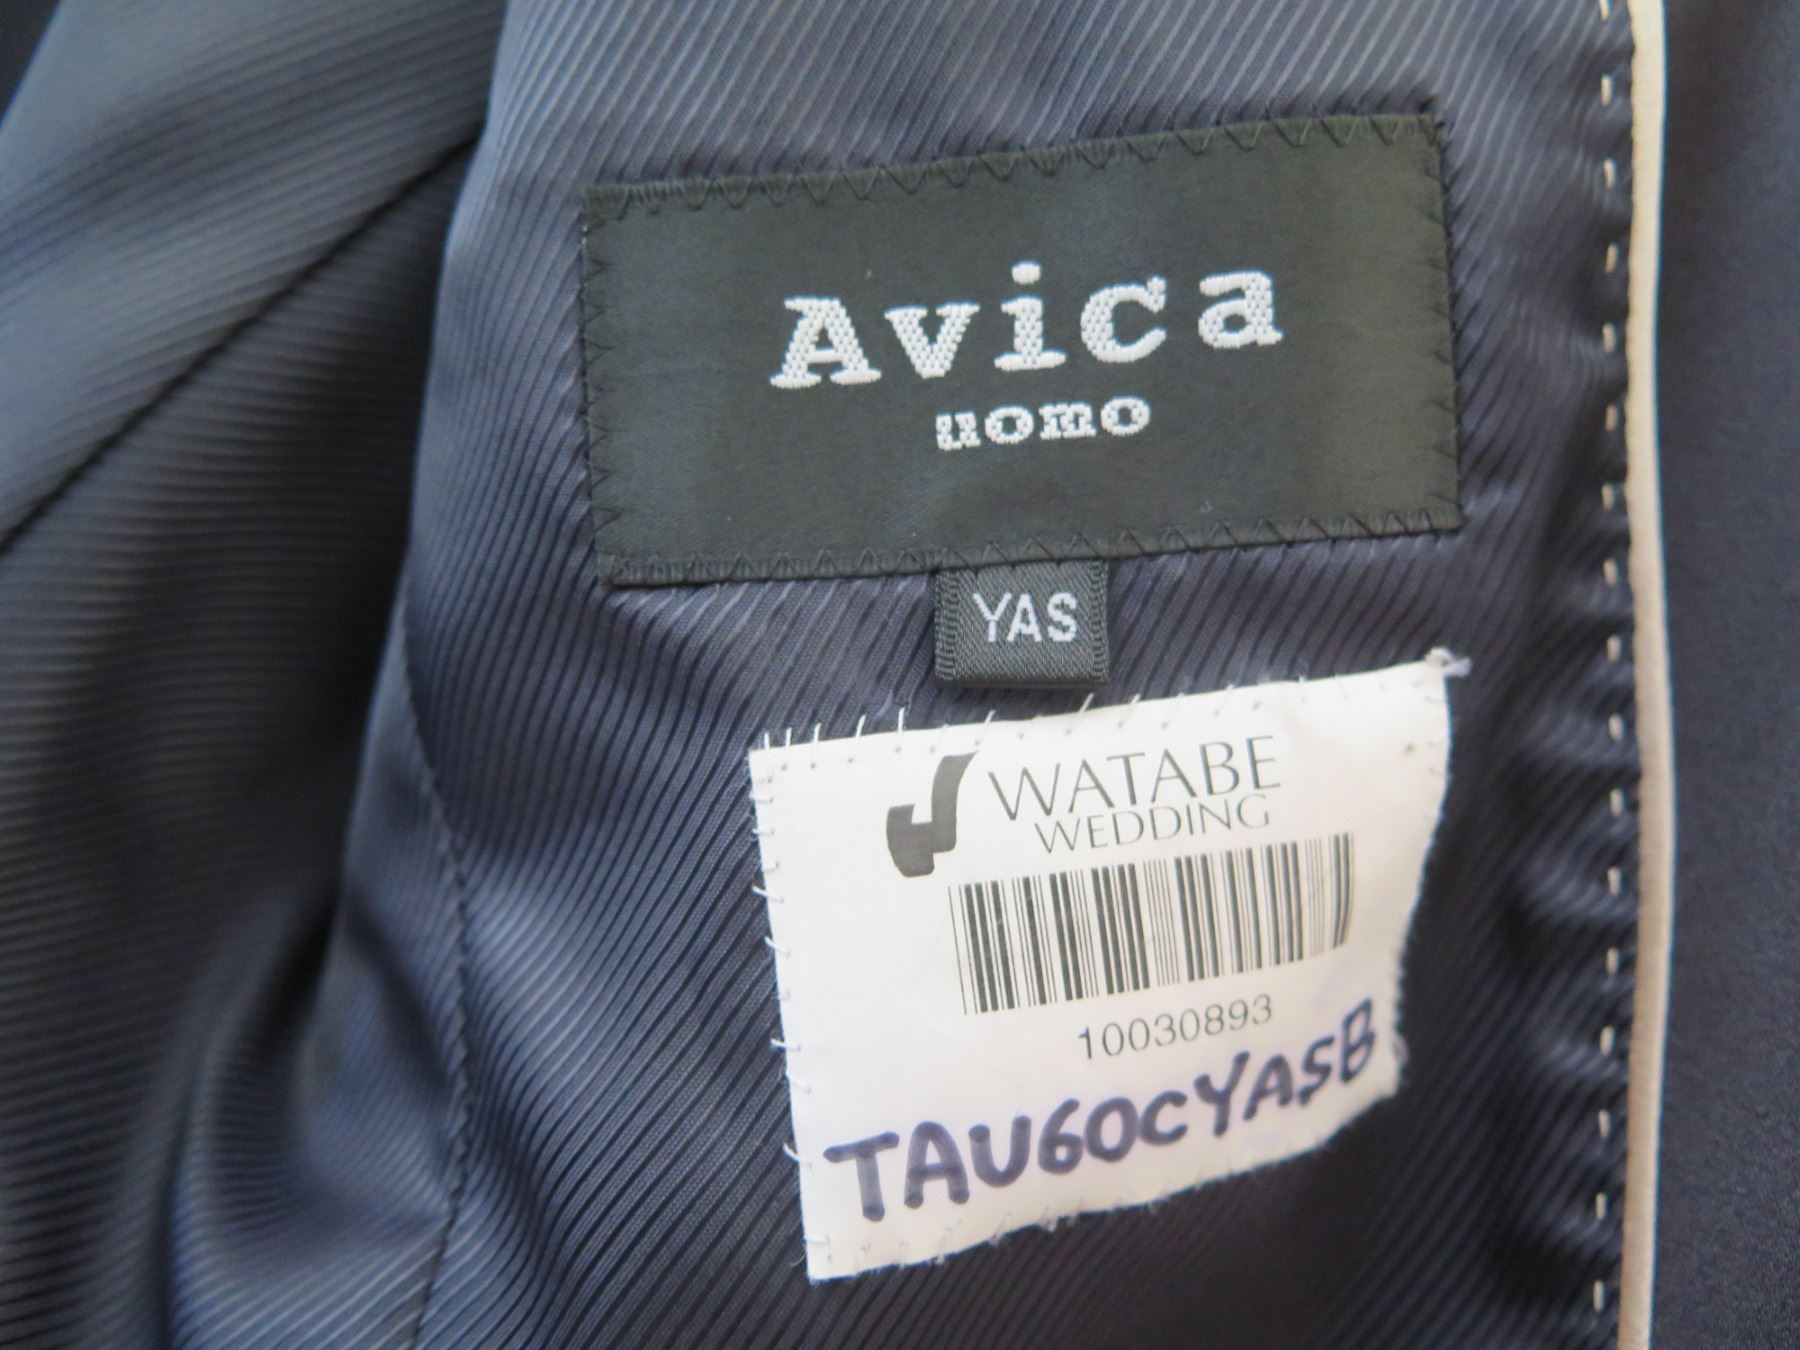 Avica
uomo
YAS
WATABE
WEDDING
10030893
TAU60CYASB